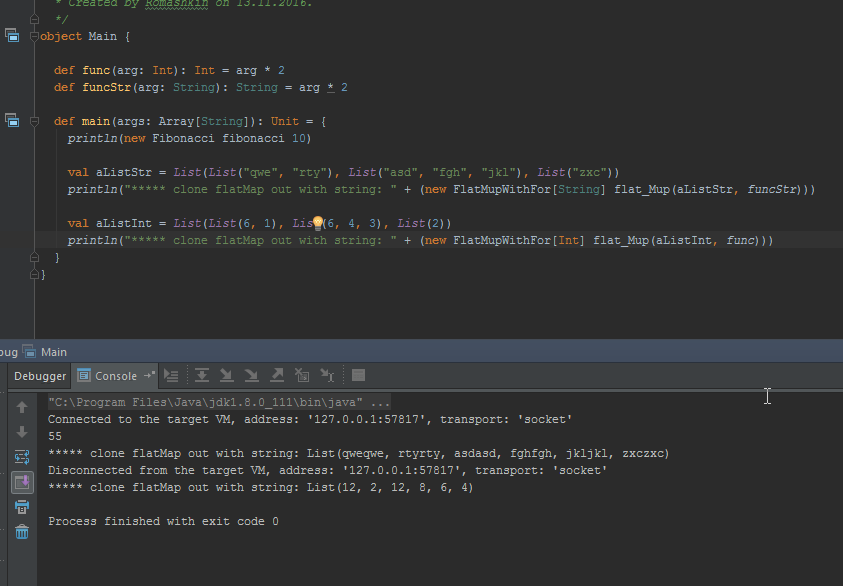 * Created by Romashkin on 13.11.2016.
*/
object Main {
def func(arg: Int): Int = arg * 2
def funcStr(arg: String): String = arg * 2
def main(args: Array[String]): Unit = {
println(new Fibonacci fibonacci 10)
val aListStr = List(List("qwe", "rty"), List("asd", "fgh", "jkl"), List("zxc"))
println("***** clone flatMap out with string: " + (new FlatMupWithFor[String] flat_Mup(aListStr, funcStr)))
val aListInt = List(List(6, 1), List(6, 4, 3), List(2))
println("***** clone flatMap out with string: " + (new FlatMupWithFor[Int] flat_Mup(aListInt, func)))
}
}
bug Main
Debugger Console
"C:\Program Files\Java\jdk1.8.0_111\bin\java" ...
Connected to the target VM, address: '127.0.0.1:57817', transport: 'socket'
55
***** clone flatMap out with string: List(qweqwe, rtyrty, asdasd, fghfgh, jkljkl, zxczxc)
Disconnected from the target VM, address: '127.0.0.1:57817', transport: 'socket'
***** clone flatMap out with string: List(12, 2, 12, 8, 6, 4)
Process finished with exit code 0